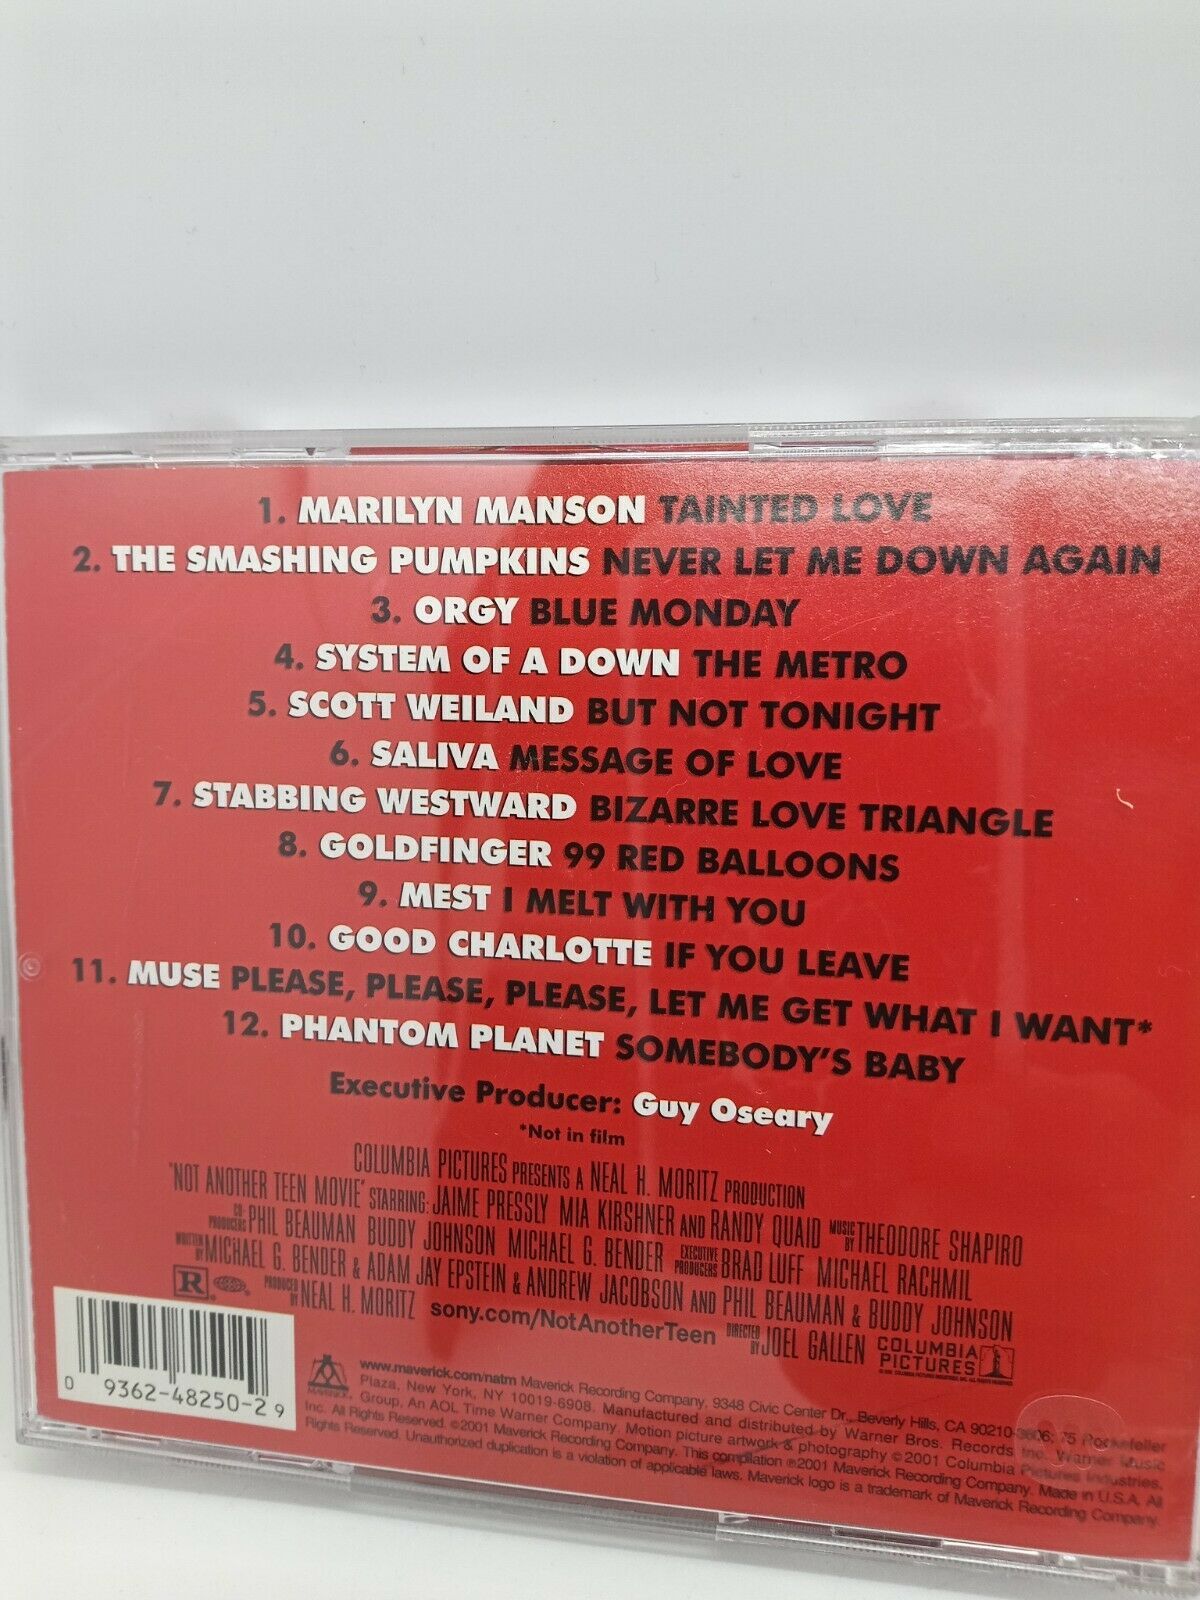 1. MARILYN MANSON TAINTED LOVE
2. THE SMASHING PUMPKINS NEVER LET ME DOWN AGAIN
3. ORGY BLUE MONDAY
4. SYSTEM OF A DOWN THE METRO
5. SCOTT WEILAND BUT NOT TONIGHT
6. SALIVA MESSAGE OF LOVE
7. STABBING WESTWARD BIZARRE LOVE TRIANGLE
8. GOLDFINGER 99 RED BALLOONS
9. MEST I MELT WITH YOU
10. GOOD CHARLOTTE IF YOU LEAVE
11. MUSE PLEASE, PLEASE, PLEASE, LET ME GET WHAT I WANT*
12. PHANTOM PLANET SOMEBODY'S BABY
Executive Producer: Guy Oseary
*Not in film
COLUMBIA PICTURES PRESENTS A NEAL H. MORITZ PRODUCTION
"NOT ANOTHER TEEN MOVIE" STARRING: JAIME PRESSLY MIA KIRSHNER AND RANDY QUAID MUSIC BY THEODORE SHAPIRO
CO-PRODUCERS PHIL BEAUMAN BUDDY JOHNSON MICHAEL G. BENDER EXECUTIVE PRODUCERS BRAD LUFF MICHAEL RACHMIL
WRITTEN BY MICHAEL G. BENDER & ADAM JAY EPSTEIN & ANDREW JACOBSON AND PHIL BEAUMAN & BUDDY JOHNSON
R PRODUCED BY NEAL H. MORITZ sony.com/NotAnotherTeen DIRECTED BY JOEL GALLEN COLUMBIA PICTURES
0 9362-48250-2 9
MAVERICK
www.maverick.com/natm Maverick Recording Company, 9348 Civic Center Dr., Beverly Hills, CA 90210-3606; 75 Rockefeller
Plaza, New York, NY 10019-6908. Manufactured and distributed by Warner Bros. Records Inc., Warner Music
Group, An AOL Time Warner Company. Motion picture artwork & photography ©2001 Columbia Pictures Industries,
Inc. All Rights Reserved. ©2001 Maverick Recording Company. This compilation ℗2001 Maverick Recording Company. Made in U.S.A. All
Rights Reserved. Unauthorized duplication is a violation of applicable laws. Maverick logo is a trademark of Maverick Recording Company.